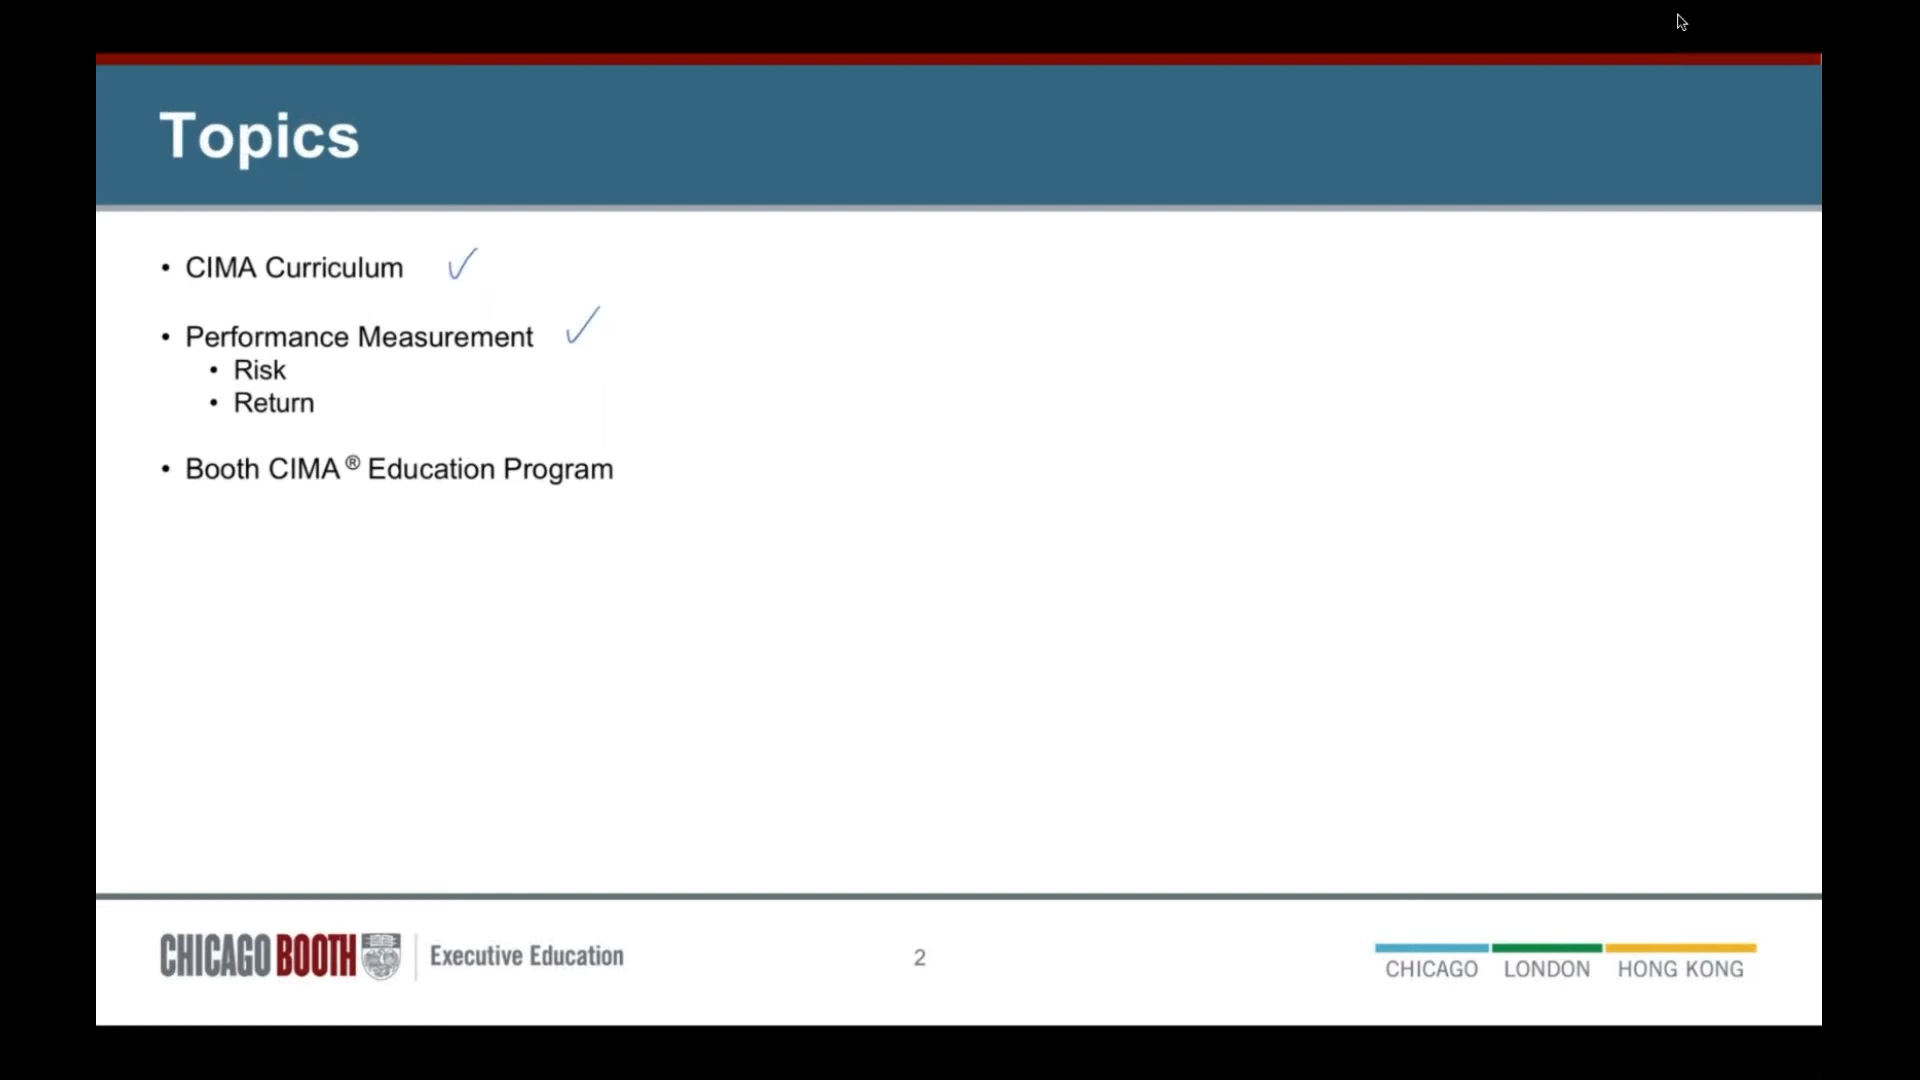 Topics
• CIMA Curriculum ✓
• Performance Measurement ✓
• Risk
• Return
• Booth CIMA® Education Program
CHICAGO BOOTH Executive Education
2
CHICAGO LONDON HONG KONG